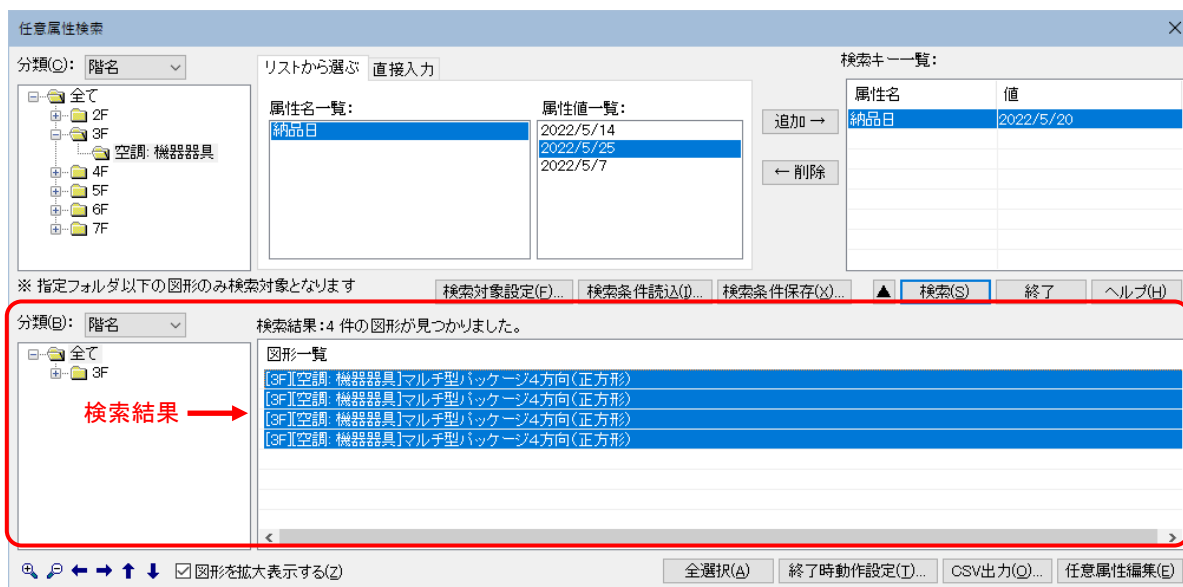 任意属性検索
分類(C): 階名
全て
2F
3F
空調: 機器器具
4F
5F
6F
7F
リストから選ぶ 直接入力
属性名一覧:
納品日
属性値一覧:
2022/5/14
2022/5/25
2022/5/7
追加→
←削除
検索キー一覧:
属性名 値
納品日 2022/5/20
※ 指定フォルダ以下の図形のみ検索対象となります
検索対象設定(F)... 検索条件読込(I)... 検索条件保存(X)... ▲ 検索(S) 終了 ヘルプ(H)
分類(B): 階名
全て
3F
検索結果
検索結果:4 件の図形が見つかりました。
図形一覧
[3F][空調: 機器器具]マルチ型パッケージ4方向(正方形)
[3F][空調: 機器器具]マルチ型パッケージ4方向(正方形)
[3F][空調: 機器器具]マルチ型パッケージ4方向(正方形)
[3F][空調: 機器器具]マルチ型パッケージ4方向(正方形)
図形を拡大表示する(Z)
全選択(A) 終了時動作設定(T)... CSV出力(O)... 任意属性編集(E)